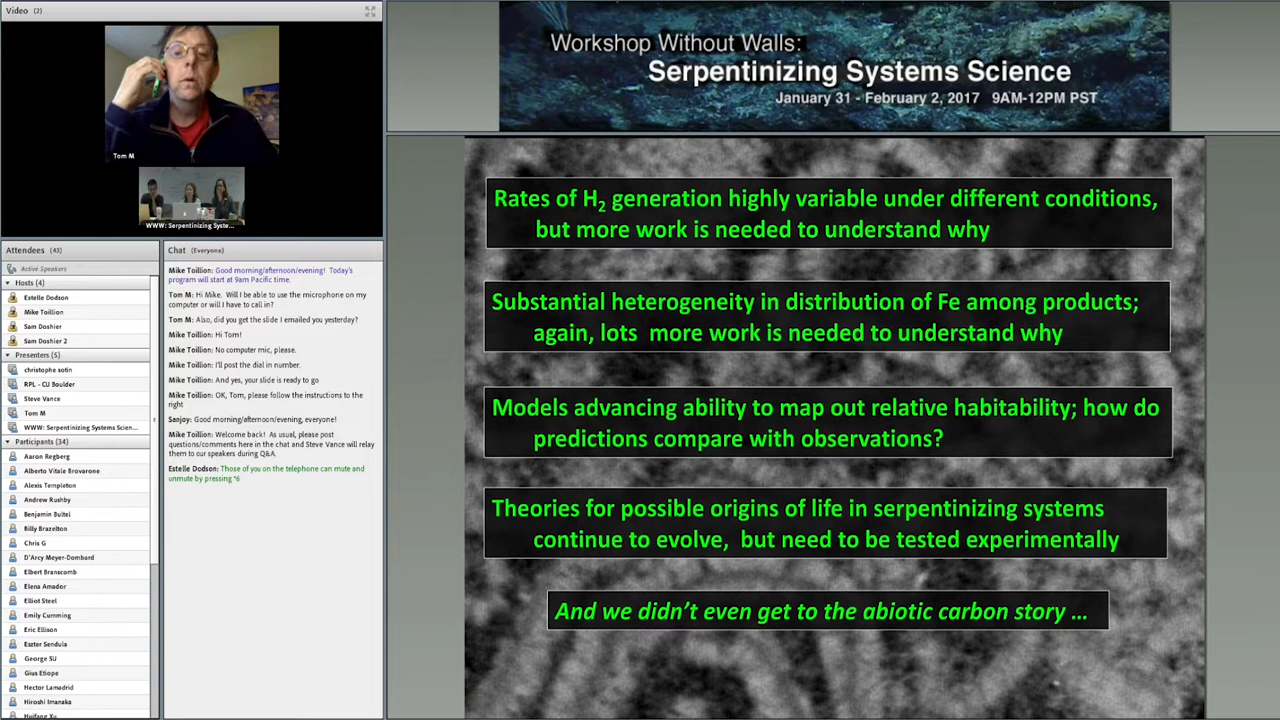 Video (2)
Tom M
WWW: Serpentinizing Syste...
Attendees (43)
Active Speakers
Hosts (4)
Estelle Dodson
Mike Toillion
Sam Doshier
Sam Doshier 2
Presenters (5)
christophe sotin
RPL - CU Boulder
Steve Vance
Tom M
WWW: Serpentinizing Systems Scien...
Participants (34)
Aaron Regberg
Alberto Vitale Brovarone
Alexis Templeton
Andrew Rushby
Benjamin Bultel
Billy Brazelton
Chris G
D'Arcy Meyer-Dombard
Elbert Branscomb
Elena Amador
Elliot Steel
Emily Cumming
Eric Ellison
Eszter Sendula
George SU
Gius Etiope
Hector Lamadrid
Hiroshi Imanaka
Huifang Xu
Chat (Everyone)
Mike Toillion: Good morning/afternoon/evening! Today's
program will start at 9am Pacific time.
Tom M: Hi Mike. Will I be able to use the microphone on my
computer or will I have to call in?
Tom M: Also, did you get the slide I emailed you yesterday?
Mike Toillion: Hi Tom!
Mike Toillion: No computer mic, please.
Mike Toillion: I'll post the dial in number.
Mike Toillion: And yes, your slide is ready to go
Mike Toillion: OK, Tom, please follow the instructions to the
right
Sanjoy: Good morning/afternoon/evening, everyone!
Mike Toillion: Welcome back! As usual, please post
questions/comments here in the chat and Steve Vance will relay
them to our speakers during Q&A.
Estelle Dodson: Those of you on the telephone can mute and
unmute by pressing *6
Workshop Without Walls:
Serpentinizing Systems Science
January 31 - February 2, 2017 9AM-12PM PST
Rates of H2 generation highly variable under different conditions,
but more work is needed to understand why
Substantial heterogeneity in distribution of Fe among products;
again, lots more work is needed to understand why
Models advancing ability to map out relative habitability; how do
predictions compare with observations?
Theories for possible origins of life in serpentinizing systems
continue to evolve, but need to be tested experimentally
And we didn't even get to the abiotic carbon story ...